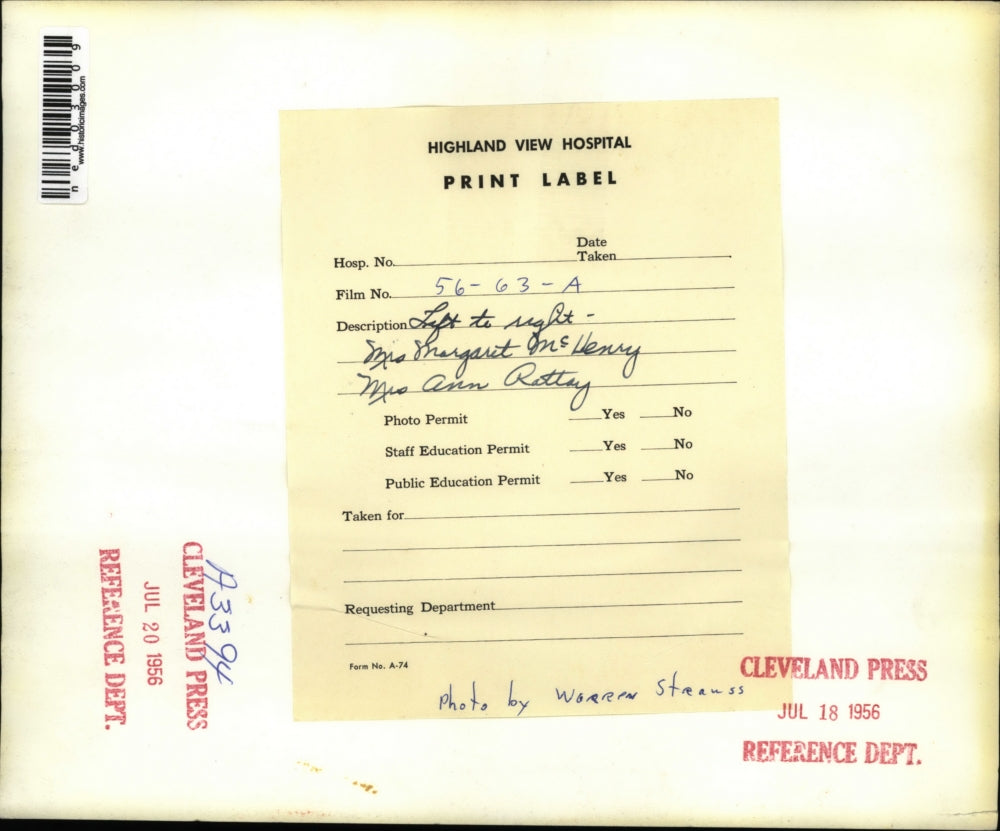 ned03009
www.historicimages.com
HIGHLAND VIEW HOSPITAL
PRINT LABEL
Hosp. No. Date Taken
Film No. 56-63-A
Description Left to right -
Mrs Margaret McHenry
Mrs Ann Rattay
Photo Permit Yes No
Staff Education Permit Yes No
Public Education Permit Yes No
Taken for
Requesting Department
Form No. A-74
Photo by Warren Strauss
CLEVELAND PRESS
JUL 18 1956
REFERENCE DEPT.
A3394
CLEVELAND PRESS
JUL 20 1956
REFERENCE DEPT.